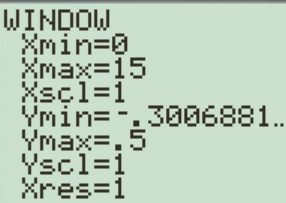 WINDOW
Xmin=0
Xmax=15
Xscl=1
Ymin=-.3006881…
Ymax=.5
Yscl=1
Xres=1